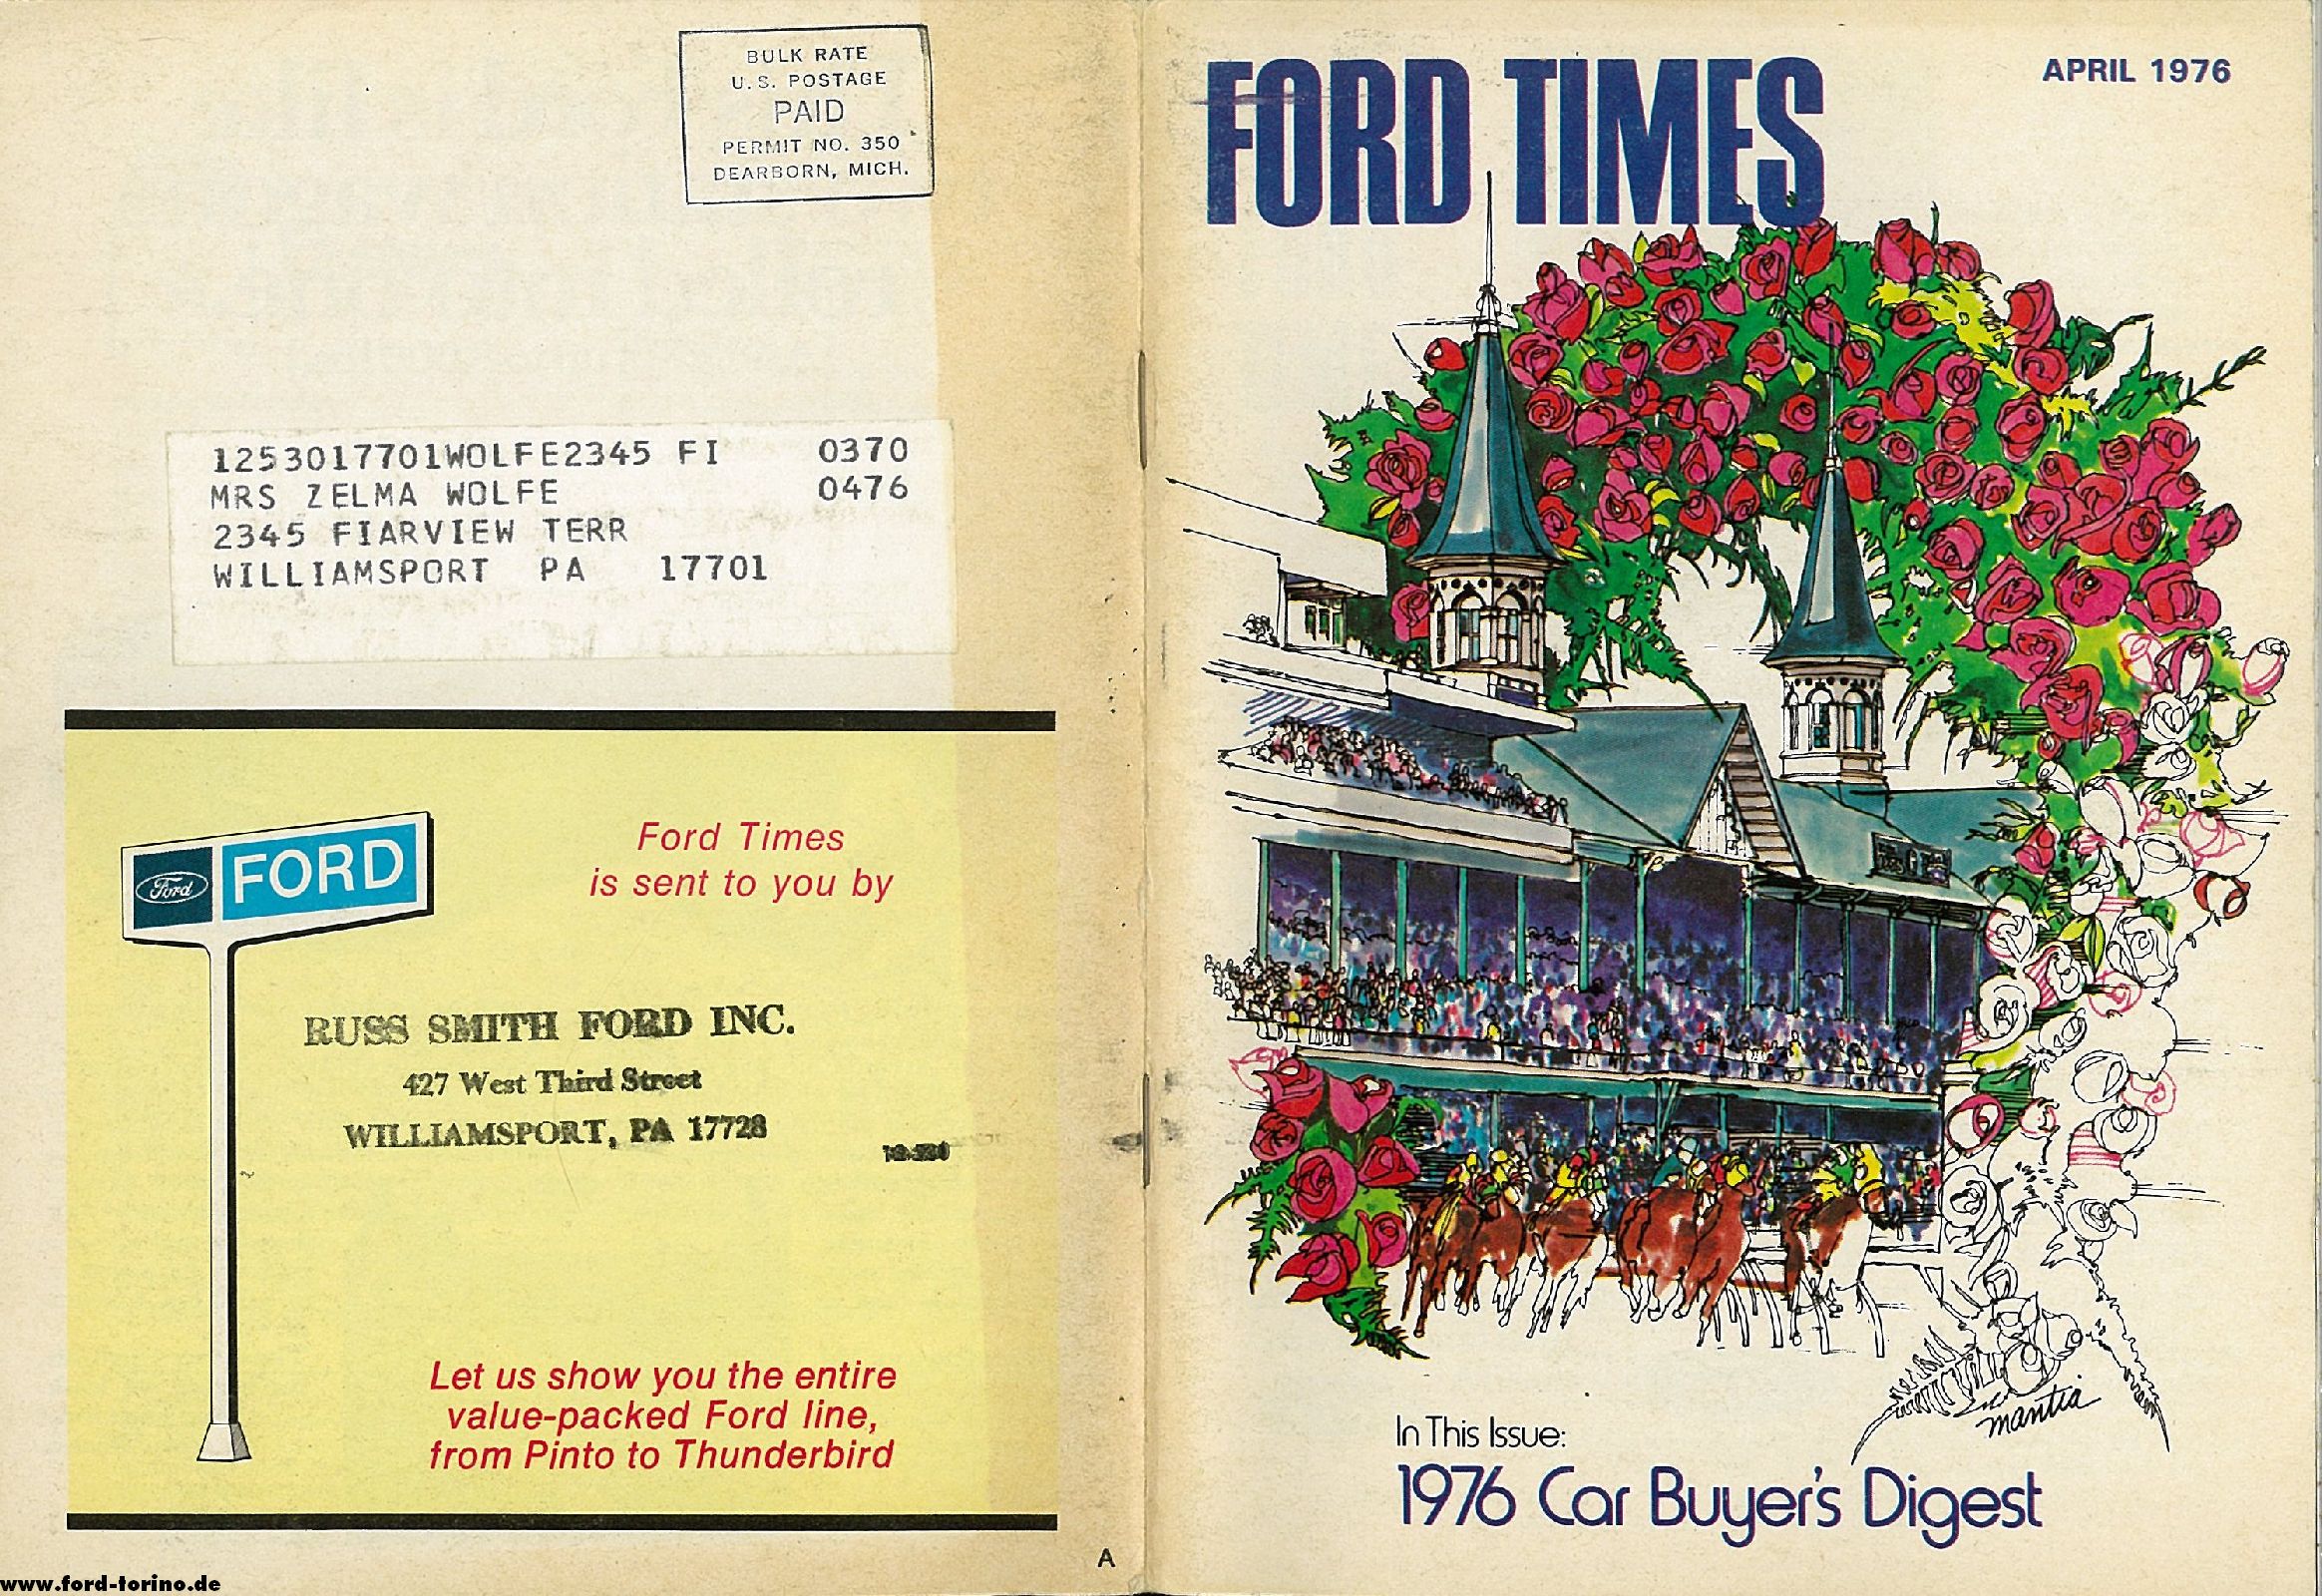 BULK RATE
U. S. POSTAGE
PAID
PERMIT NO. 350
DEARBORN, MICH.
1253017701WOLFE2345 FI 0370
MRS ZELMA WOLFE 0476
2345 FIARVIEW TERR
WILLIAMSPORT PA 17701
Ford
FORD
Ford Times
is sent to you by
RUSS SMITH FORD INC.
427 West Third Street
WILLIAMSPORT, PA 17728
Let us show you the entire
value-packed Ford line,
from Pinto to Thunderbird
A
www.ford-torino.de
FORD TIMES
APRIL 1976
mantia
In This Issue:
1976 Car Buyer's Digest